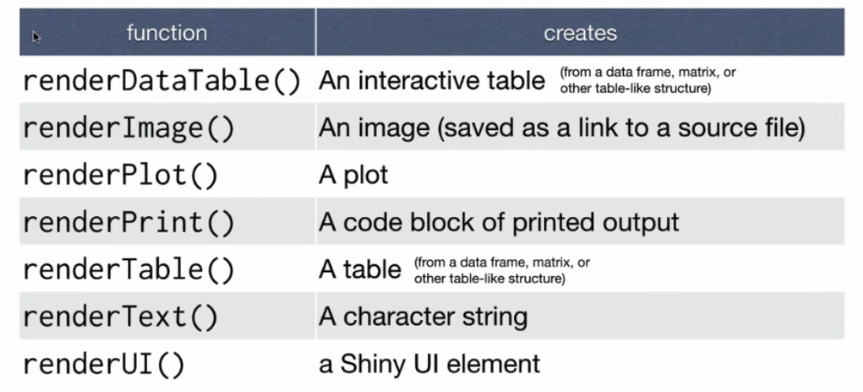 function creates
renderDataTable() An interactive table (from a data frame, matrix, or
other table-like structure)
renderImage() An image (saved as a link to a source file)
renderPlot() A plot
renderPrint() A code block of printed output
renderTable() A table (from a data frame, matrix, or
other table-like structure)
renderText() A character string
renderUI() a Shiny UI element